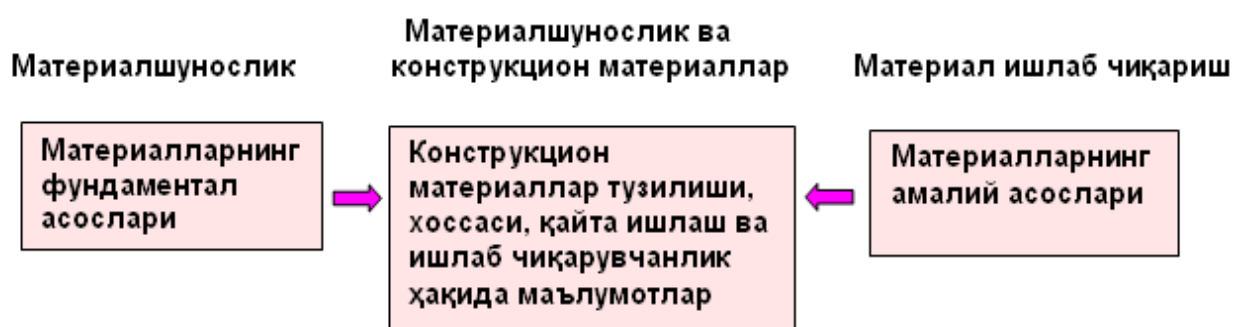 Материалшунослик
Материалшунослик ва
конструкцион материаллар
Материал ишлаб чиқариш
Материалларнинг
фундаментал
асослари
Конструкцион
материаллар тузилиши,
хоссаси, қайта ишлаш ва
ишлаб чиқарувчанлик
ҳақида маълумотлар
Материалларнинг
амалий асослари